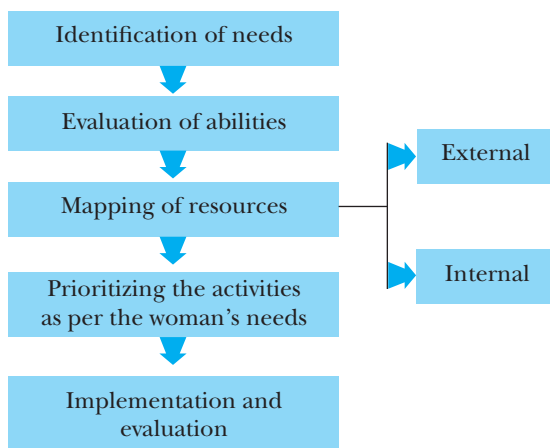 Identification of needs
Evaluation of abilities
External
Mapping of resources
Internal
Prioritizing the activities
as per the woman's needs
Implementation and
evaluation